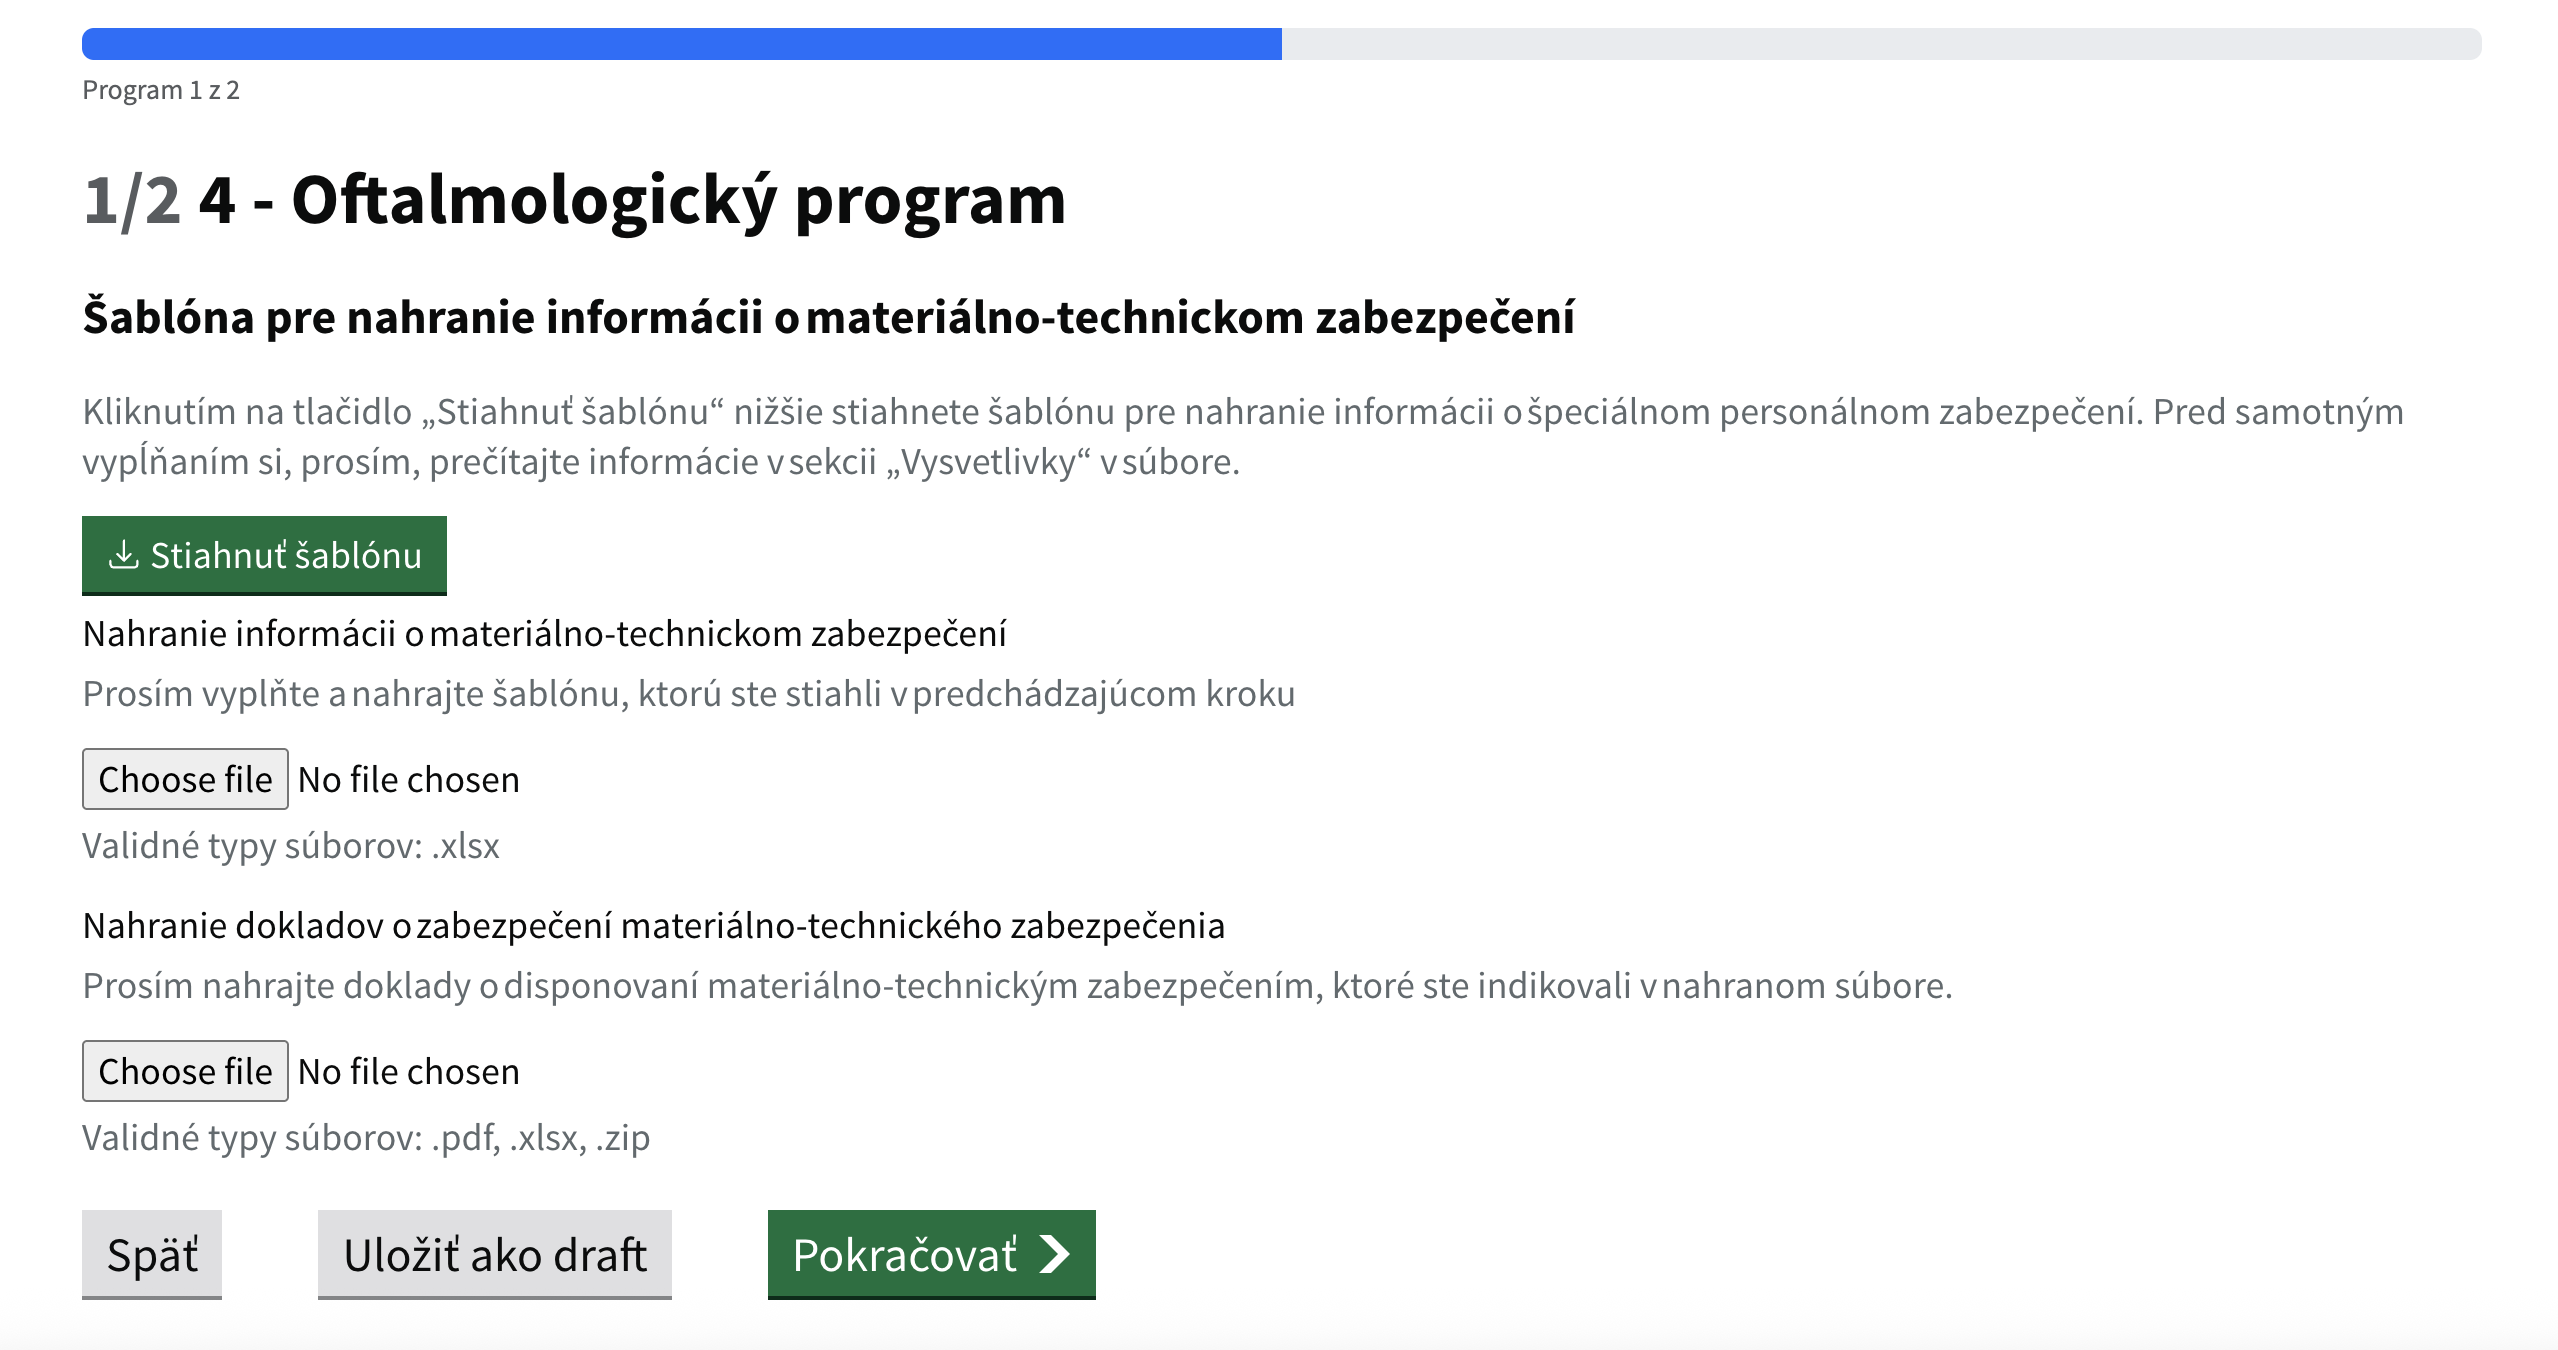 Program 1 z 2
1/2 4 - Oftalmologický program
Šablóna pre nahranie informácii o materiálno-technickom zabezpečení
Kliknutím na tlačidlo „Stiahnuť šablónu“ nižšie stiahnete šablónu pre nahranie informácii o špeciálnom personálnom zabezpečení. Pred samotným
vypĺňaním si, prosím, prečítajte informácie v sekcii „Vysvetlivky“ v súbore.
Stiahnuť šablónu
Nahranie informácii o materiálno-technickom zabezpečení
Prosím vyplňte a nahrajte šablónu, ktorú ste stiahli v predchádzajúcom kroku
Choose file No file chosen
Validné typy súborov: .xlsx
Nahranie dokladov o zabezpečení materiálno-technického zabezpečenia
Prosím nahrajte doklady o disponovaní materiálno-technickým zabezpečením, ktoré ste indikovali v nahranom súbore.
Choose file No file chosen
Validné typy súborov: .pdf, .xlsx, .zip
Späť Uložiť ako draft Pokračovať